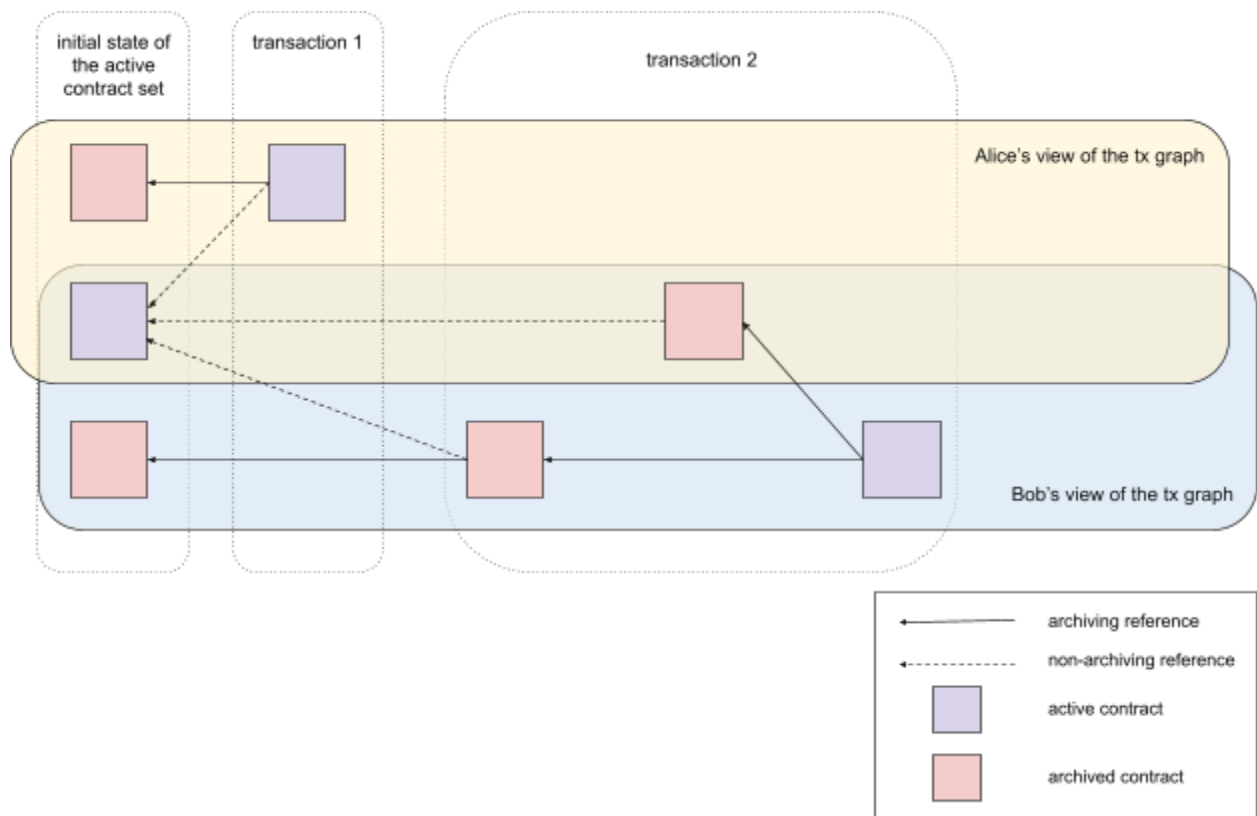 initial state of
the active
contract set
transaction 1
transaction 2
Alice's view of the tx graph
Bob's view of the tx graph
archiving reference
non-archiving reference
active contract
archived contract